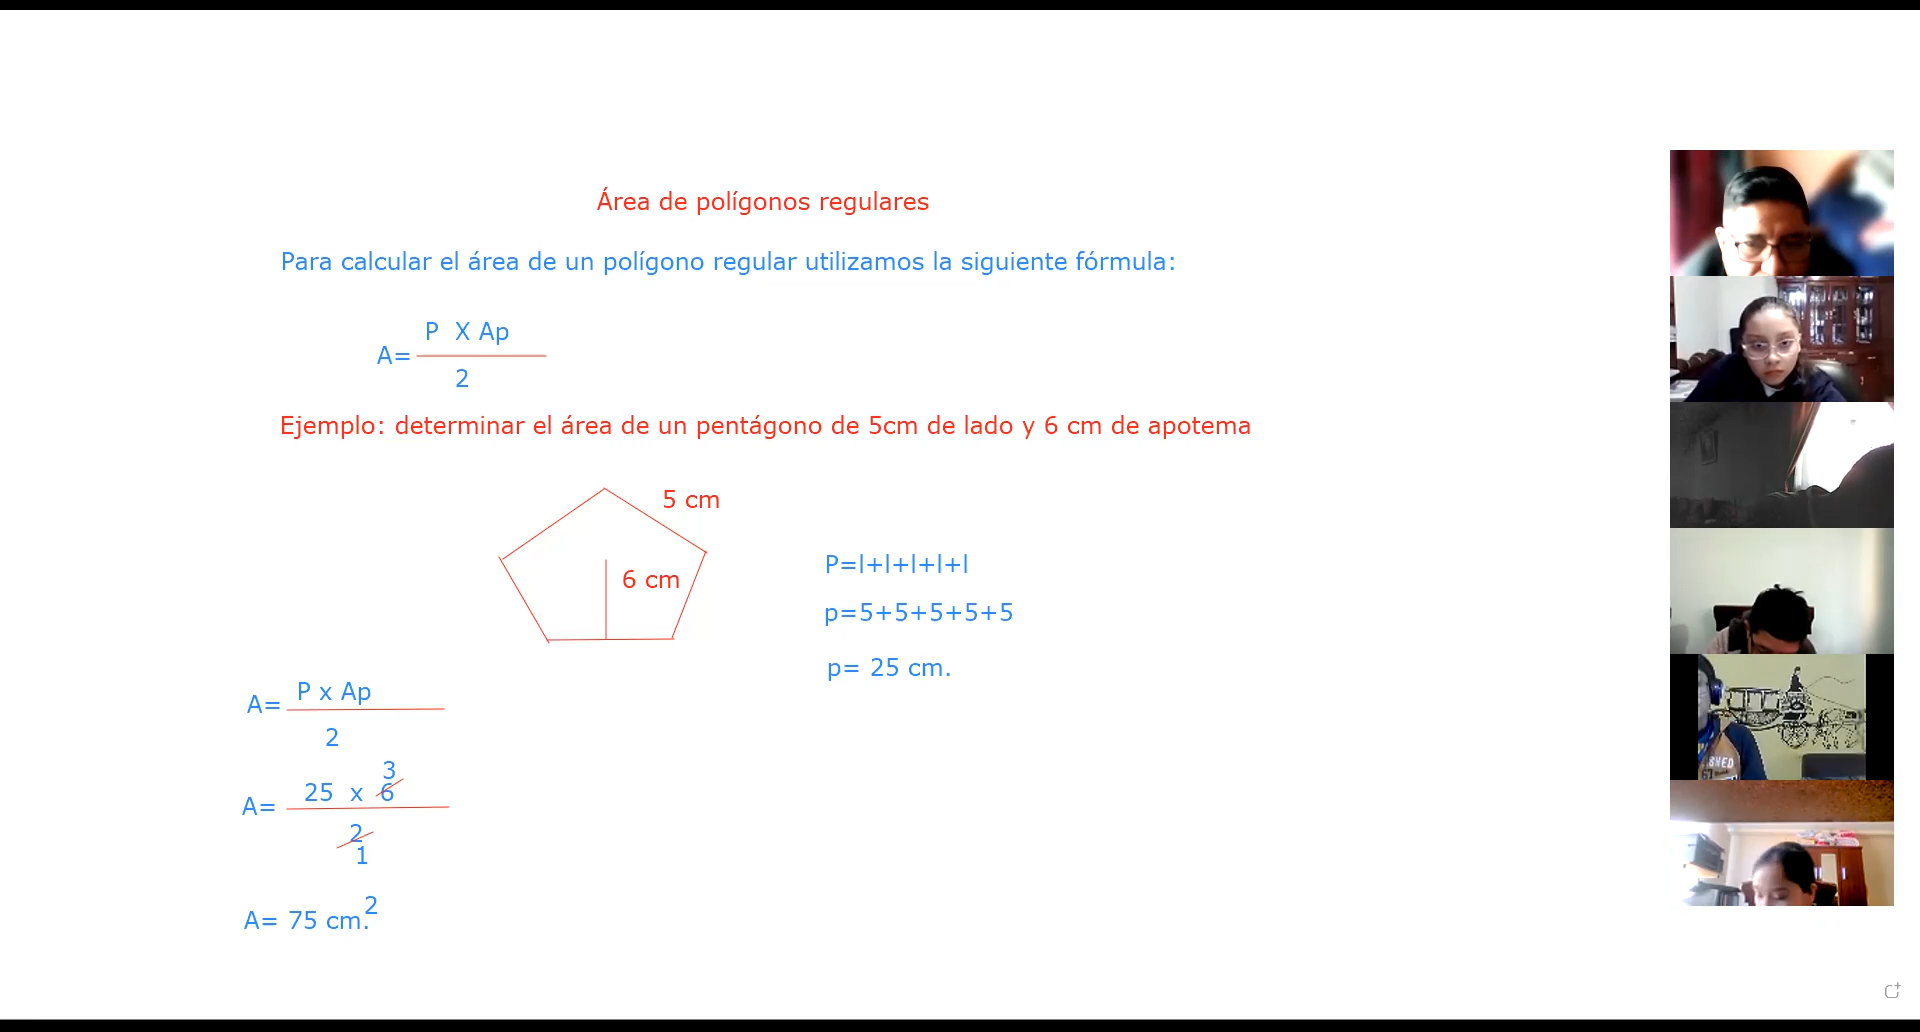 Área de polígonos regulares
Para calcular el área de un polígono regular utilizamos la siguiente fórmula:
P X Ap
A=
2
Ejemplo: determinar el área de un pentágono de 5cm de lado y 6 cm de apotema
5 cm
6 cm
P=l+l+l+l+l
p=5+5+5+5+5
p= 25 cm.
P x Ap
A=
2
3
25 x 6
A=
2
1
A= 75 cm.2